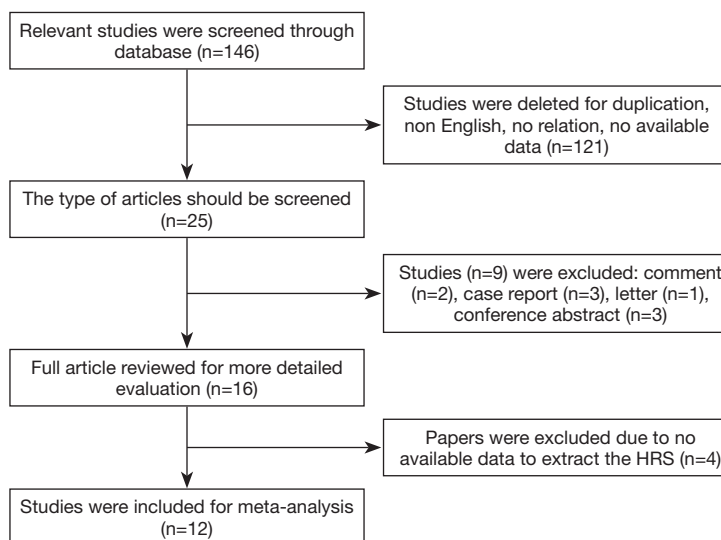 Relevant studies were screened through
database (n=146)
Studies were deleted for duplication,
non English, no relation, no available
data (n=121)
The type of articles should be screened
(n=25)
Studies (n=9) were excluded: comment
(n=2), case report (n=3), letter (n=1),
conference abstract (n=3)
Full article reviewed for more detailed
evaluation (n=16)
Papers were excluded due to no
available data to extract the HRS (n=4)
Studies were included for meta-analysis
(n=12)